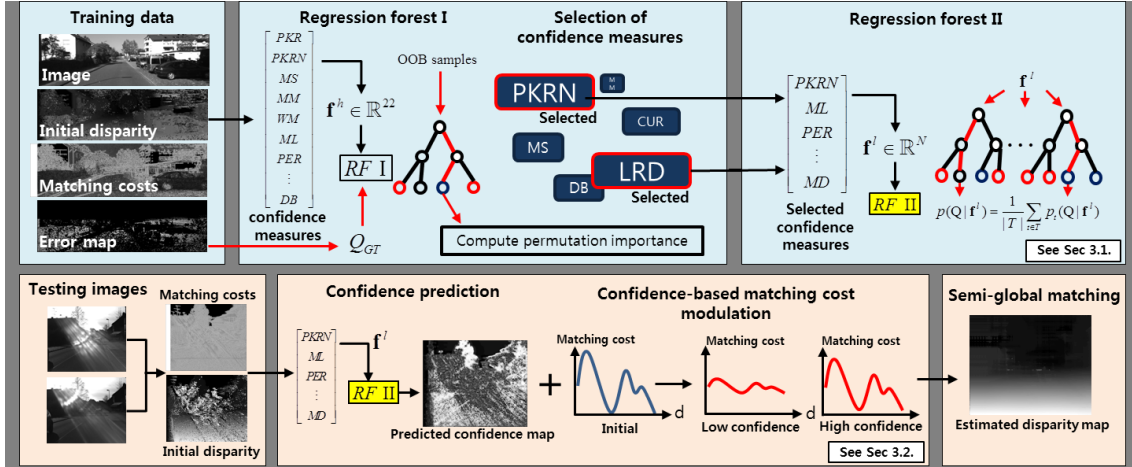 Training data
Image
Initial disparity
Matching costs
Error map
Regression forest I
PKR
PKRN
MS
MM
WM
ML
PER
⋮
DB
confidence measures
f^h ∈ ℝ^22
RF I
Q_GT
OOB samples
Compute permutation importance
Selection of
confidence measures
PKRN
Selected
MM
CUR
MS
DB
LRD
Selected
Regression forest II
PKRN
ML
PER
⋮
MD
Selected
confidence
measures
f^l ∈ ℝ^N
RF II
f^l
. . .
p(Q | f^l) = 1/|T| ∑_{t∈T} p_t(Q | f^l)
See Sec 3.1.
Testing images
Matching costs
Initial disparity
Confidence prediction
PKRN
ML
PER
⋮
MD
f^l
RF II
Predicted confidence map
+
Confidence-based matching cost
modulation
Matching cost
d
Initial
Matching cost
d
Low confidence
Matching cost
d
High confidence
See Sec 3.2.
Semi-global matching
Estimated disparity map